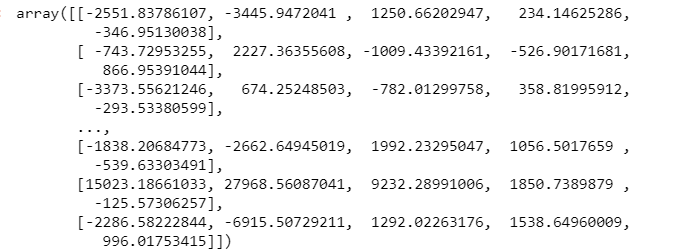 array([[-2551.83786107, -3445.9472041 ,  1250.66202947,   234.14625286,
         -346.95130038],
       [ -743.72953255,  2227.36355608, -1009.43392161,  -526.90171681,
          866.95391044],
       [-3373.55621246,   674.25248503,  -782.01299758,   358.81995912,
         -293.53380599],
       ...,
       [-1838.20684773, -2662.64945019,  1992.23295047,  1056.5017659 ,
         -539.63303491],
       [15023.18661033, 27968.56087041,  9232.28991006,  1850.7389879 ,
         -125.57306257],
       [-2286.58222844, -6915.50729211,  1292.02263176,  1538.64960009,
          996.01753415]])